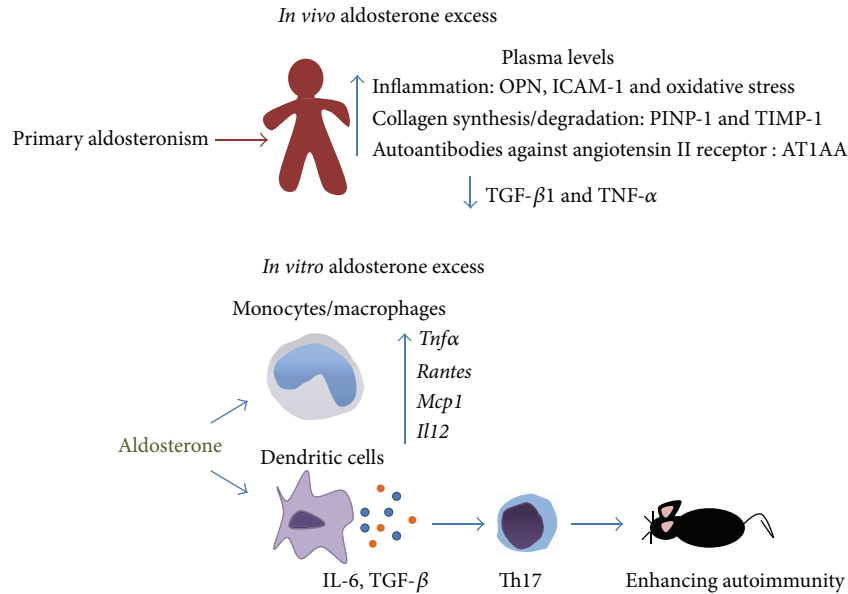 In vivo aldosterone excess
Plasma levels
Inflammation: OPN, ICAM-1 and oxidative stress
Collagen synthesis/degradation: PINP-1 and TIMP-1
Primary aldosteronism
Autoantibodies against angiotensin II receptor : AT1AA
TGF-β1 and TNF-α
In vitro aldosterone excess
Monocytes/macrophages
Tnfα
Rantes
Mcp1
Il12
Aldosterone
Dendritic cells
IL-6, TGF-β
Th17
Enhancing autoimmunity